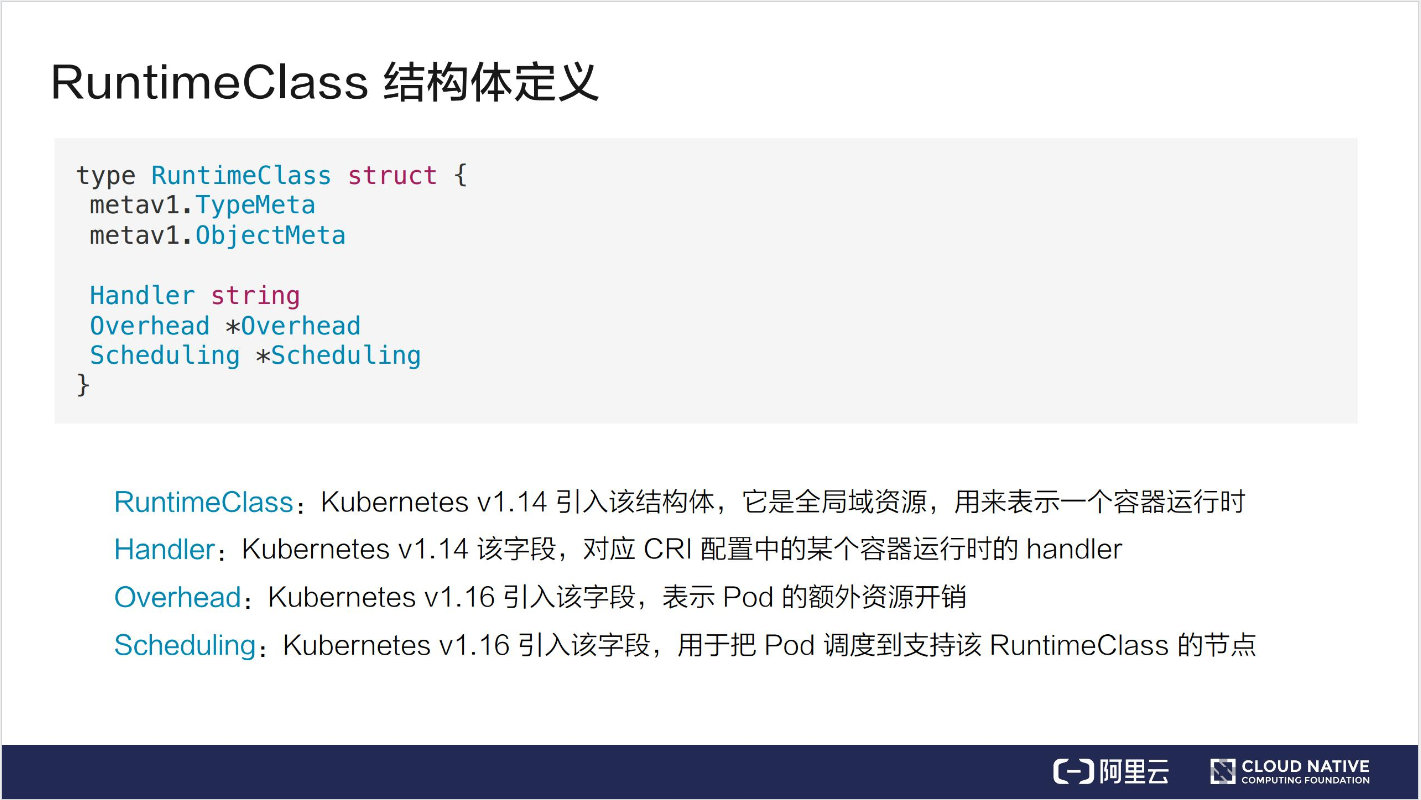 RuntimeClass 结构体定义
type RuntimeClass struct {
metav1.TypeMeta
metav1.ObjectMeta
Handler string
Overhead *Overhead
Scheduling *Scheduling
}
RuntimeClass：Kubernetes v1.14 引入该结构体，它是全局域资源，用来表示一个容器运行时
Handler：Kubernetes v1.14 该字段，对应 CRI 配置中的某个容器运行时的 handler
Overhead：Kubernetes v1.16 引入该字段，表示 Pod 的额外资源开销
Scheduling：Kubernetes v1.16 引入该字段，用于把 Pod 调度到支持该 RuntimeClass 的节点
阿里云
CLOUD NATIVE
COMPUTING FOUNDATION